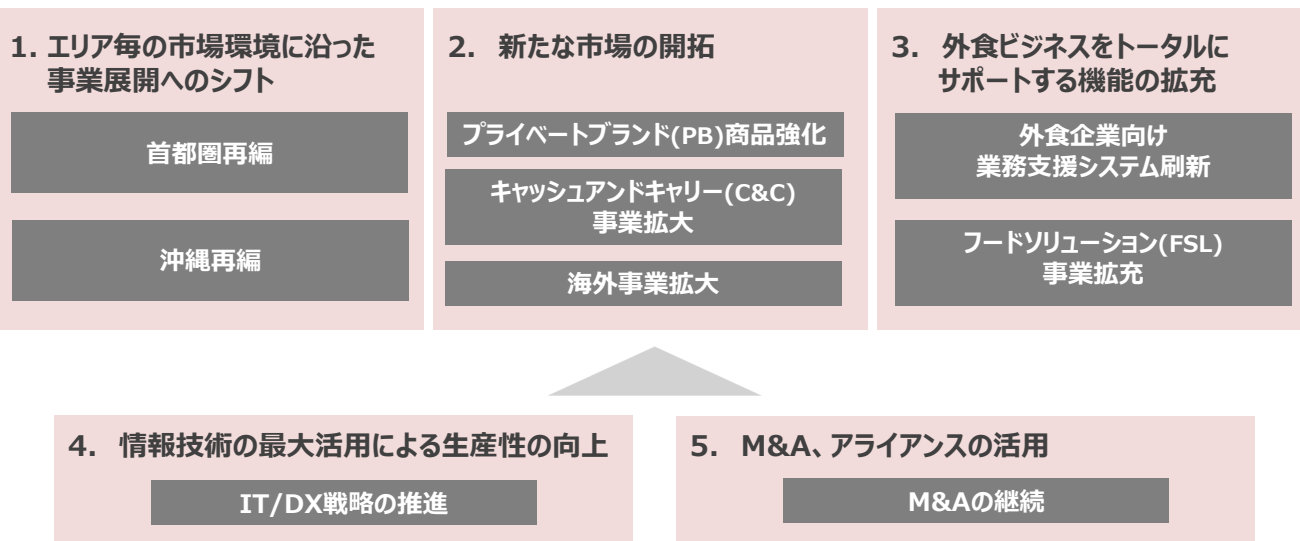 1. エリア毎の市場環境に沿った
事業展開へのシフト
首都圏再編
沖縄再編
2. 新たな市場の開拓
プライベートブランド(PB)商品強化
キャッシュアンドキャリー(C&C)
事業拡大
海外事業拡大
3. 外食ビジネスをトータルに
サポートする機能の拡充
外食企業向け
業務支援システム刷新
フードソリューション(FSL)
事業拡充
4. 情報技術の最大活用による生産性の向上
IT/DX戦略の推進
5. M&A、アライアンスの活用
M&Aの継続